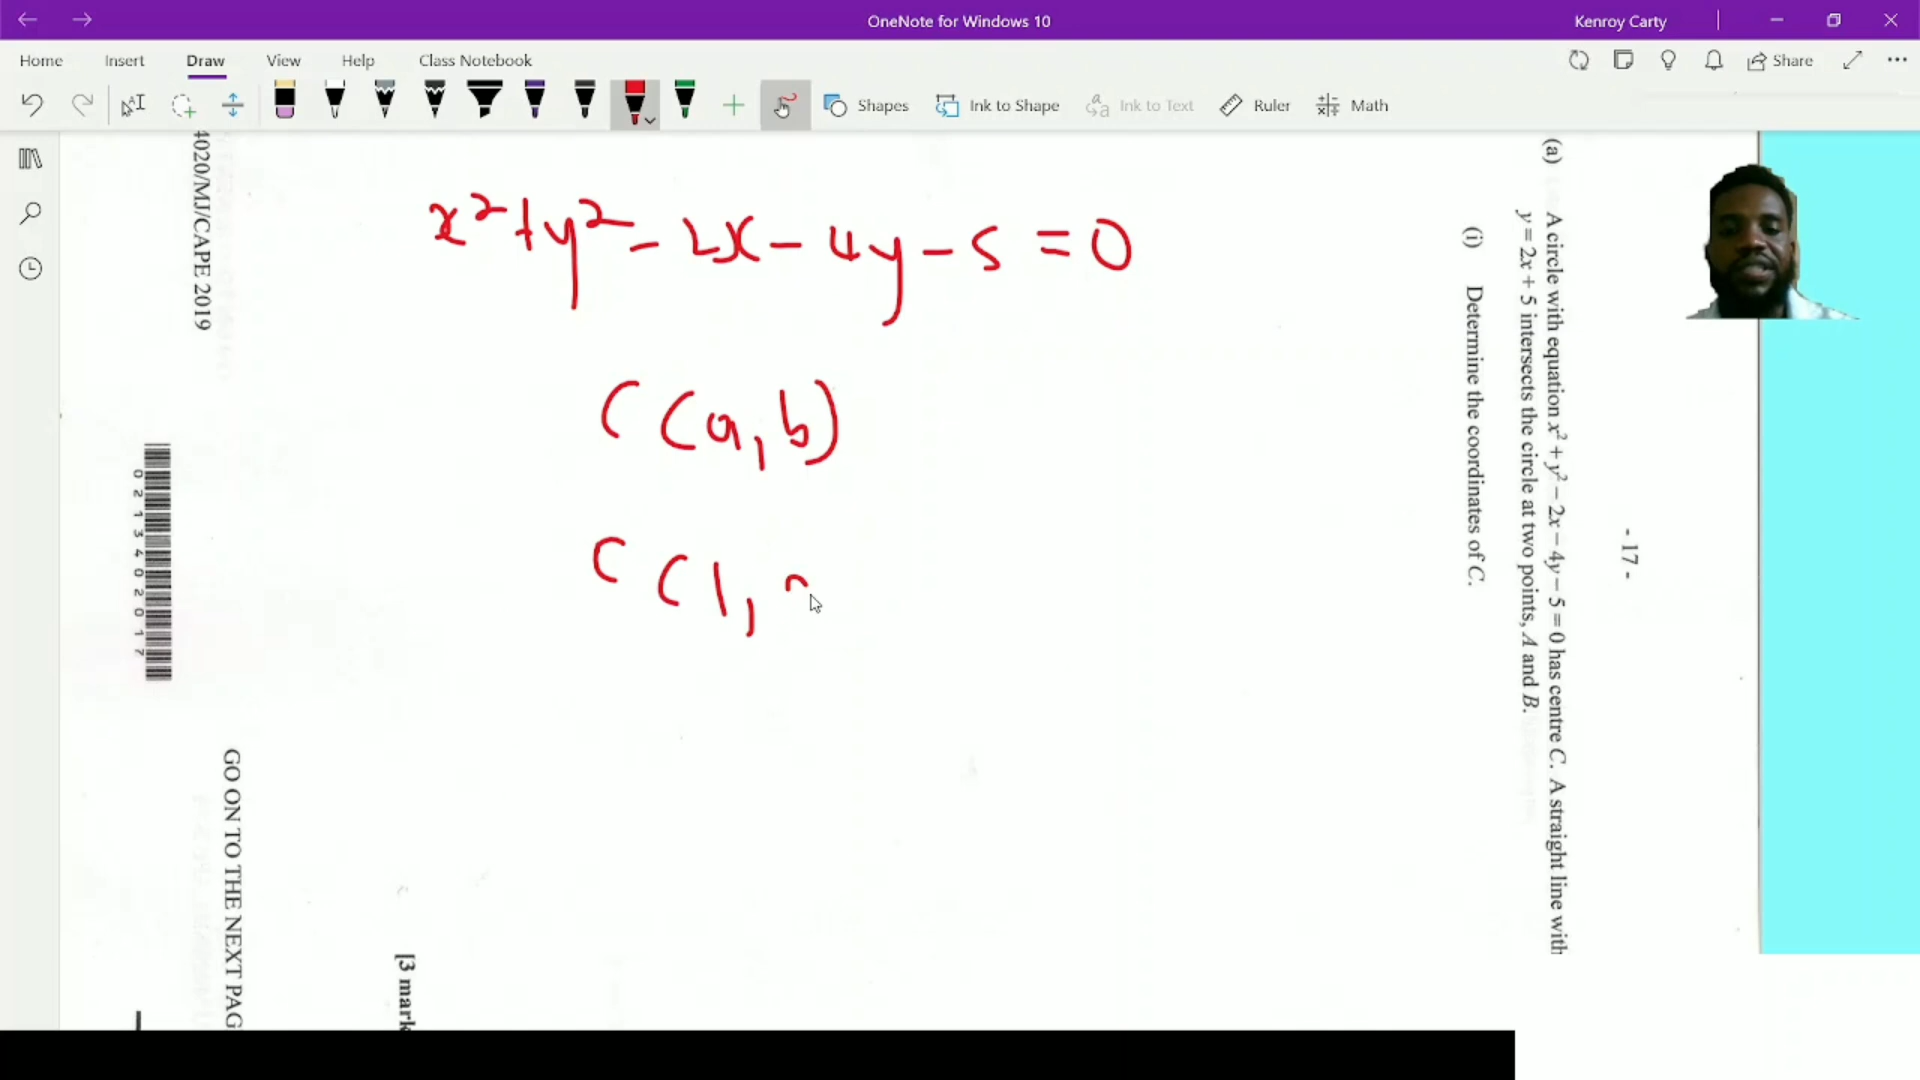 OneNote for Windows 10
Kenroy Carty
Home Insert Draw View Help Class Notebook
Share
Shapes Ink to Shape Ink to Text Ruler Math
x² + y² - 2x - 4y - 5 = 0
C (a, b)
C (1,
- 17 -
(a) A circle with equation x² + y² – 2x – 4y – 5 = 0 has centre C. A straight line with
y = 2x + 5 intersects the circle at two points, A and B.
(i) Determine the coordinates of C.
[3 mark
GO ON TO THE NEXT PAG
4020/MJ/CAPE 2019
0213402017